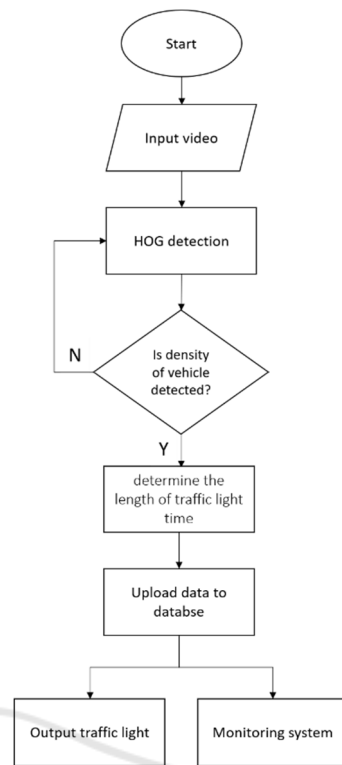 Start
Input video
HOG detection
N
Is density
of vehicle
detected?
Y
determine the
length of traffic light
time
Upload data to
databse
Output traffic light
Monitoring system